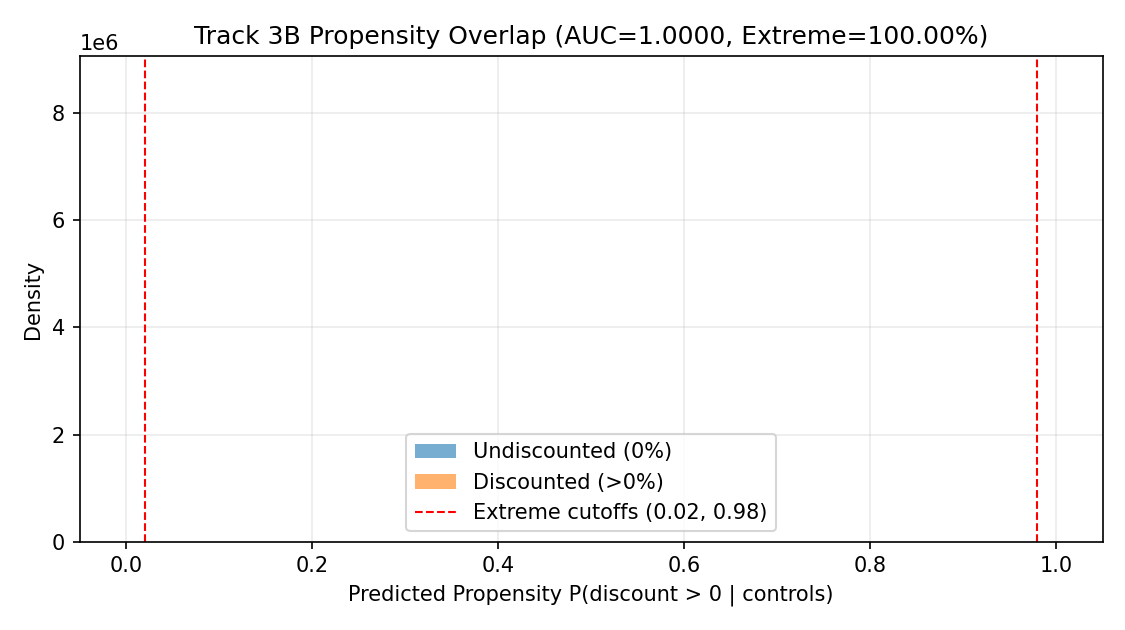 Track 3B Propensity Overlap (AUC=1.0000, Extreme=100.00%)
1e6
8
6
4
2
0
Density
Undiscounted (0%)
Discounted (>0%)
Extreme cutoffs (0.02, 0.98)
0.0 0.2 0.4 0.6 0.8 1.0
Predicted Propensity P(discount > 0 | controls)